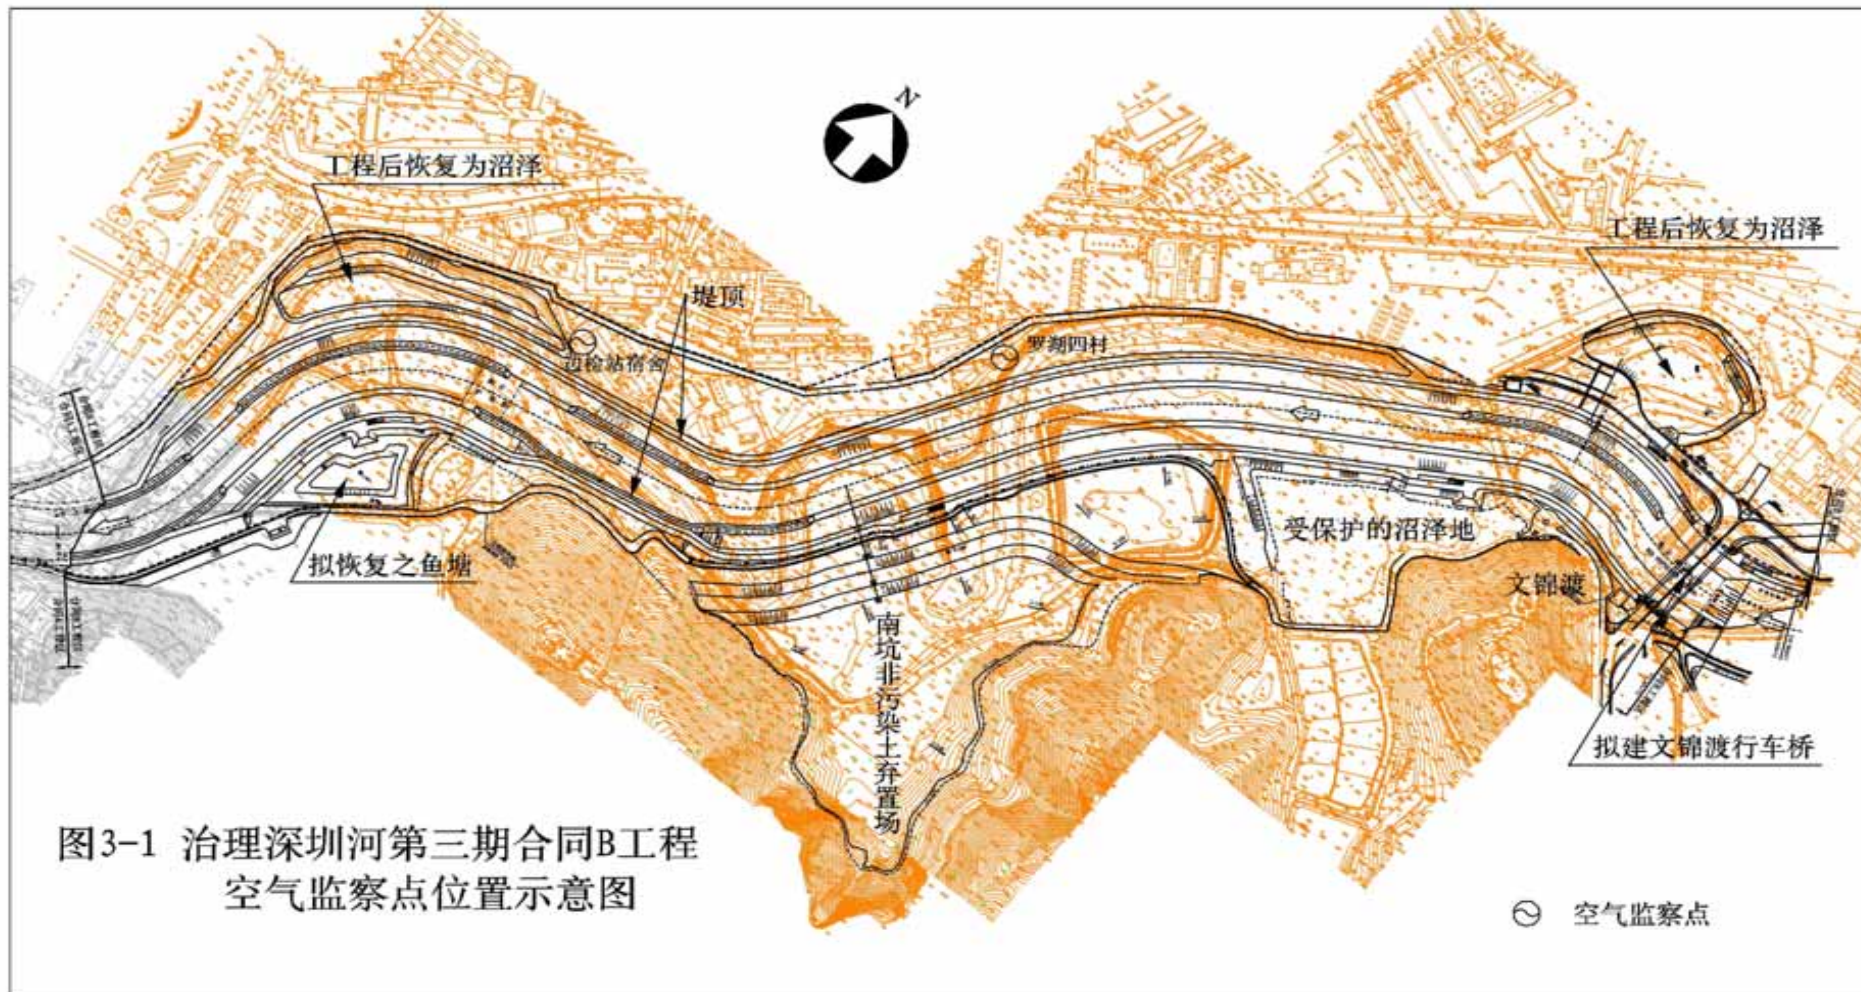 N
工程后恢复为沼泽
工程后恢复为沼泽
堤顶
边检站宿舍
罗湖四村
受保护的沼泽地
拟恢复之鱼塘
文锦渡
南坑非污染土弃置场
拟建文锦渡行车桥
图3-1 治理深圳河第三期合同B工程
空气监察点位置示意图
空气监察点